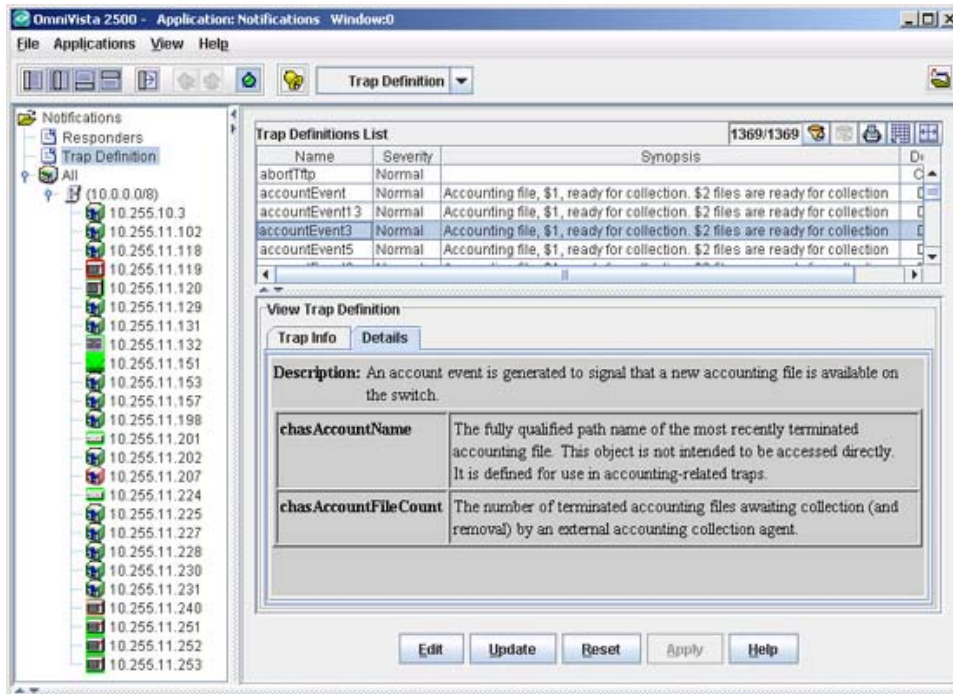 OmniVista 2500 - Application: Notifications Window:0
File Applications View Help
Trap Definition
Notifications
Responders
Trap Definition
All
(10.0.0.0/8)
10.255.10.3
10.255.11.102
10.255.11.118
10.255.11.119
10.255.11.120
10.255.11.129
10.255.11.131
10.255.11.132
10.255.11.151
10.255.11.153
10.255.11.157
10.255.11.198
10.255.11.201
10.255.11.202
10.255.11.207
10.255.11.224
10.255.11.225
10.255.11.227
10.255.11.228
10.255.11.230
10.255.11.231
10.255.11.240
10.255.11.251
10.255.11.252
10.255.11.253
Trap Definitions List 1369/1369
Name Severity Synopsis
abortTftp Normal
accountEvent Normal Accounting file, $1, ready for collection. $2 files are ready for collection
accountEvent13 Normal Accounting file, $1, ready for collection. $2 files are ready for collection
accountEvent3 Normal Accounting file, $1, ready for collection. $2 files are ready for collection
accountEvent5 Normal Accounting file, $1, ready for collection. $2 files are ready for collection
View Trap Definition
Trap Info Details
Description: An account event is generated to signal that a new accounting file is available on
the switch.
chasAccountName The fully qualified path name of the most recently terminated
accounting file. This object is not intended to be accessed directly.
It is defined for use in accounting-related traps.
chasAccountFileCount The number of terminated accounting files awaiting collection (and
removal) by an external accounting collection agent.
Edit Update Reset Apply Help